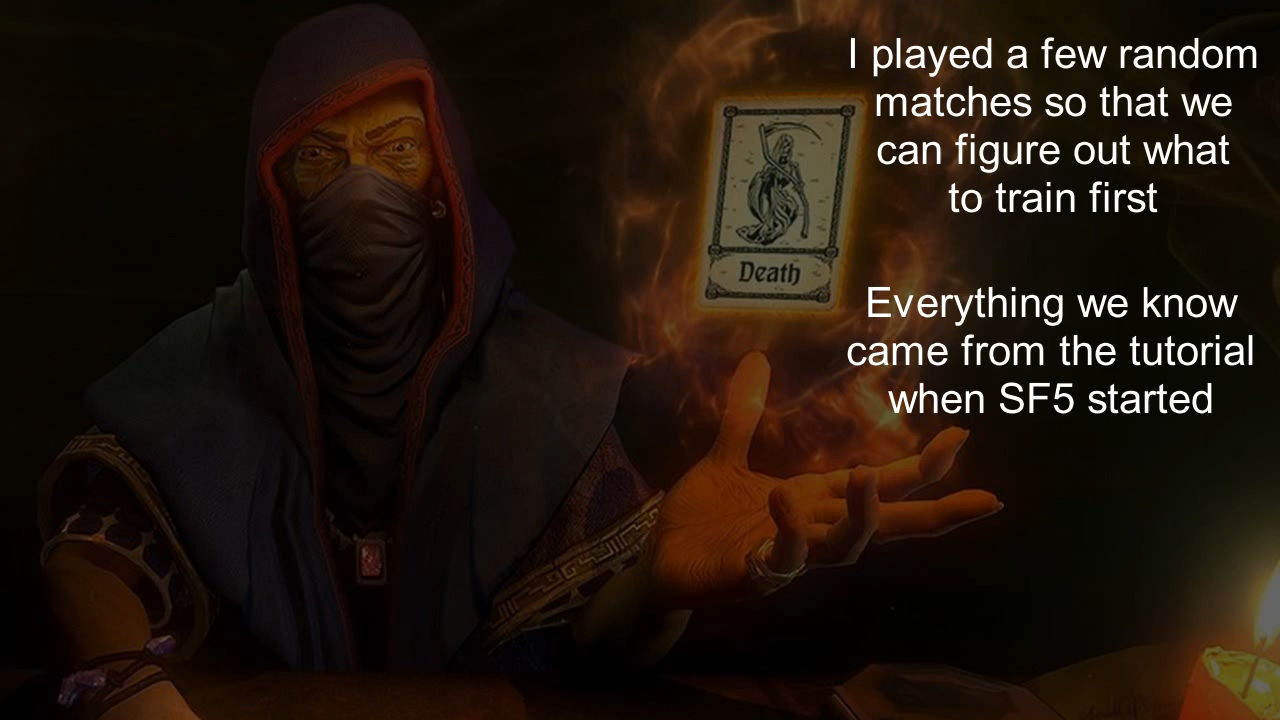 I played a few random
matches so that we
can figure out what
to train first
Everything we know
came from the tutorial
when SF5 started
Death